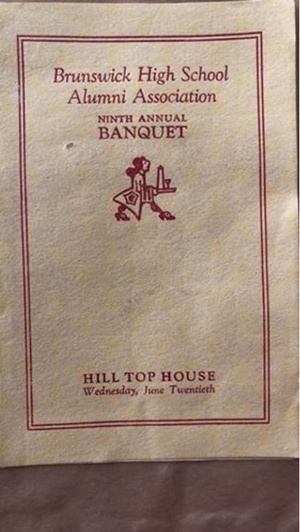 Brunswick High School
Alumni Association
NINTH ANNUAL
BANQUET
HILL TOP HOUSE
Wednesday, June Twentieth